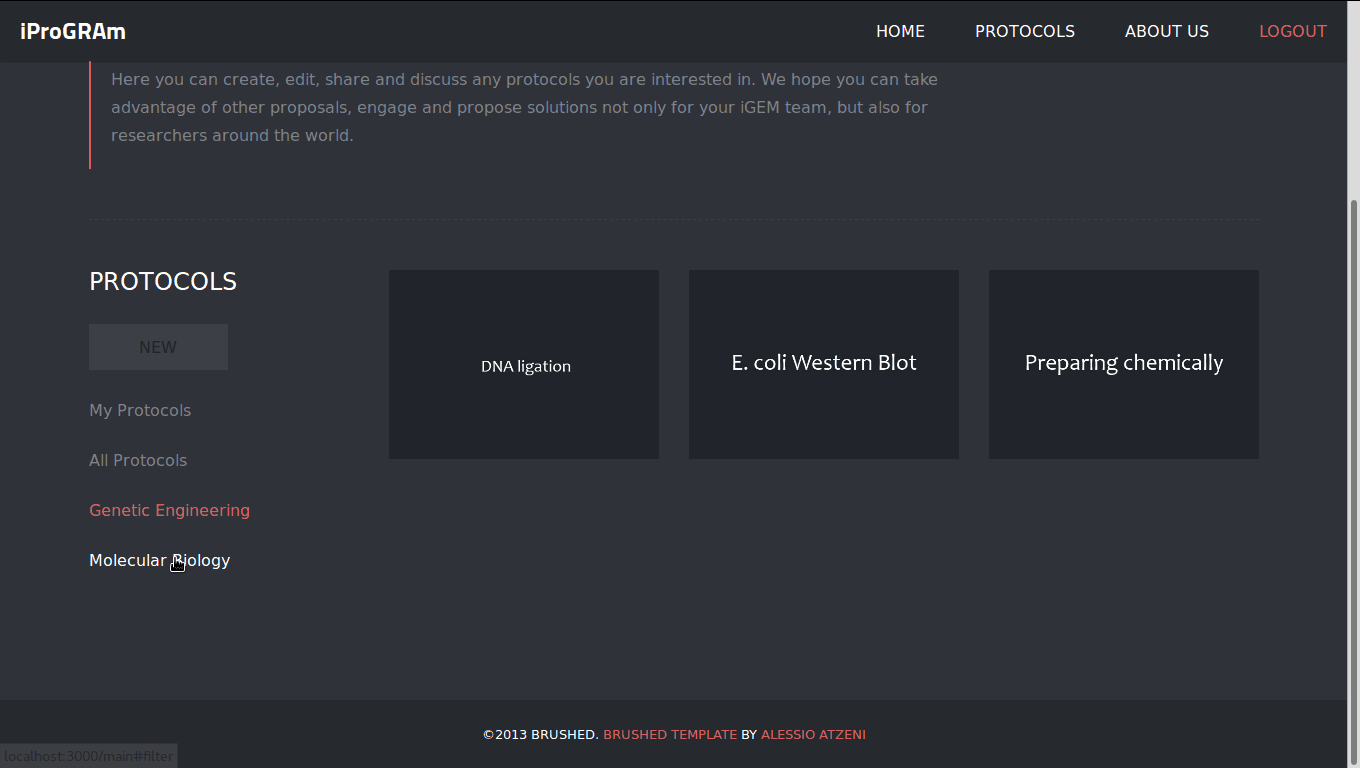 iProGRAm
HOME PROTOCOLS ABOUT US LOGOUT
Here you can create, edit, share and discuss any protocols you are interested in. We hope you can take
advantage of other proposals, engage and propose solutions not only for your iGEM team, but also for
researchers around the world.
PROTOCOLS
NEW
My Protocols
All Protocols
Genetic Engineering
Molecular Biology
DNA ligation
E. coli Western Blot
Preparing chemically
©2013 BRUSHED. BRUSHED TEMPLATE BY ALESSIO ATZENI
localhost:3000/main#filter